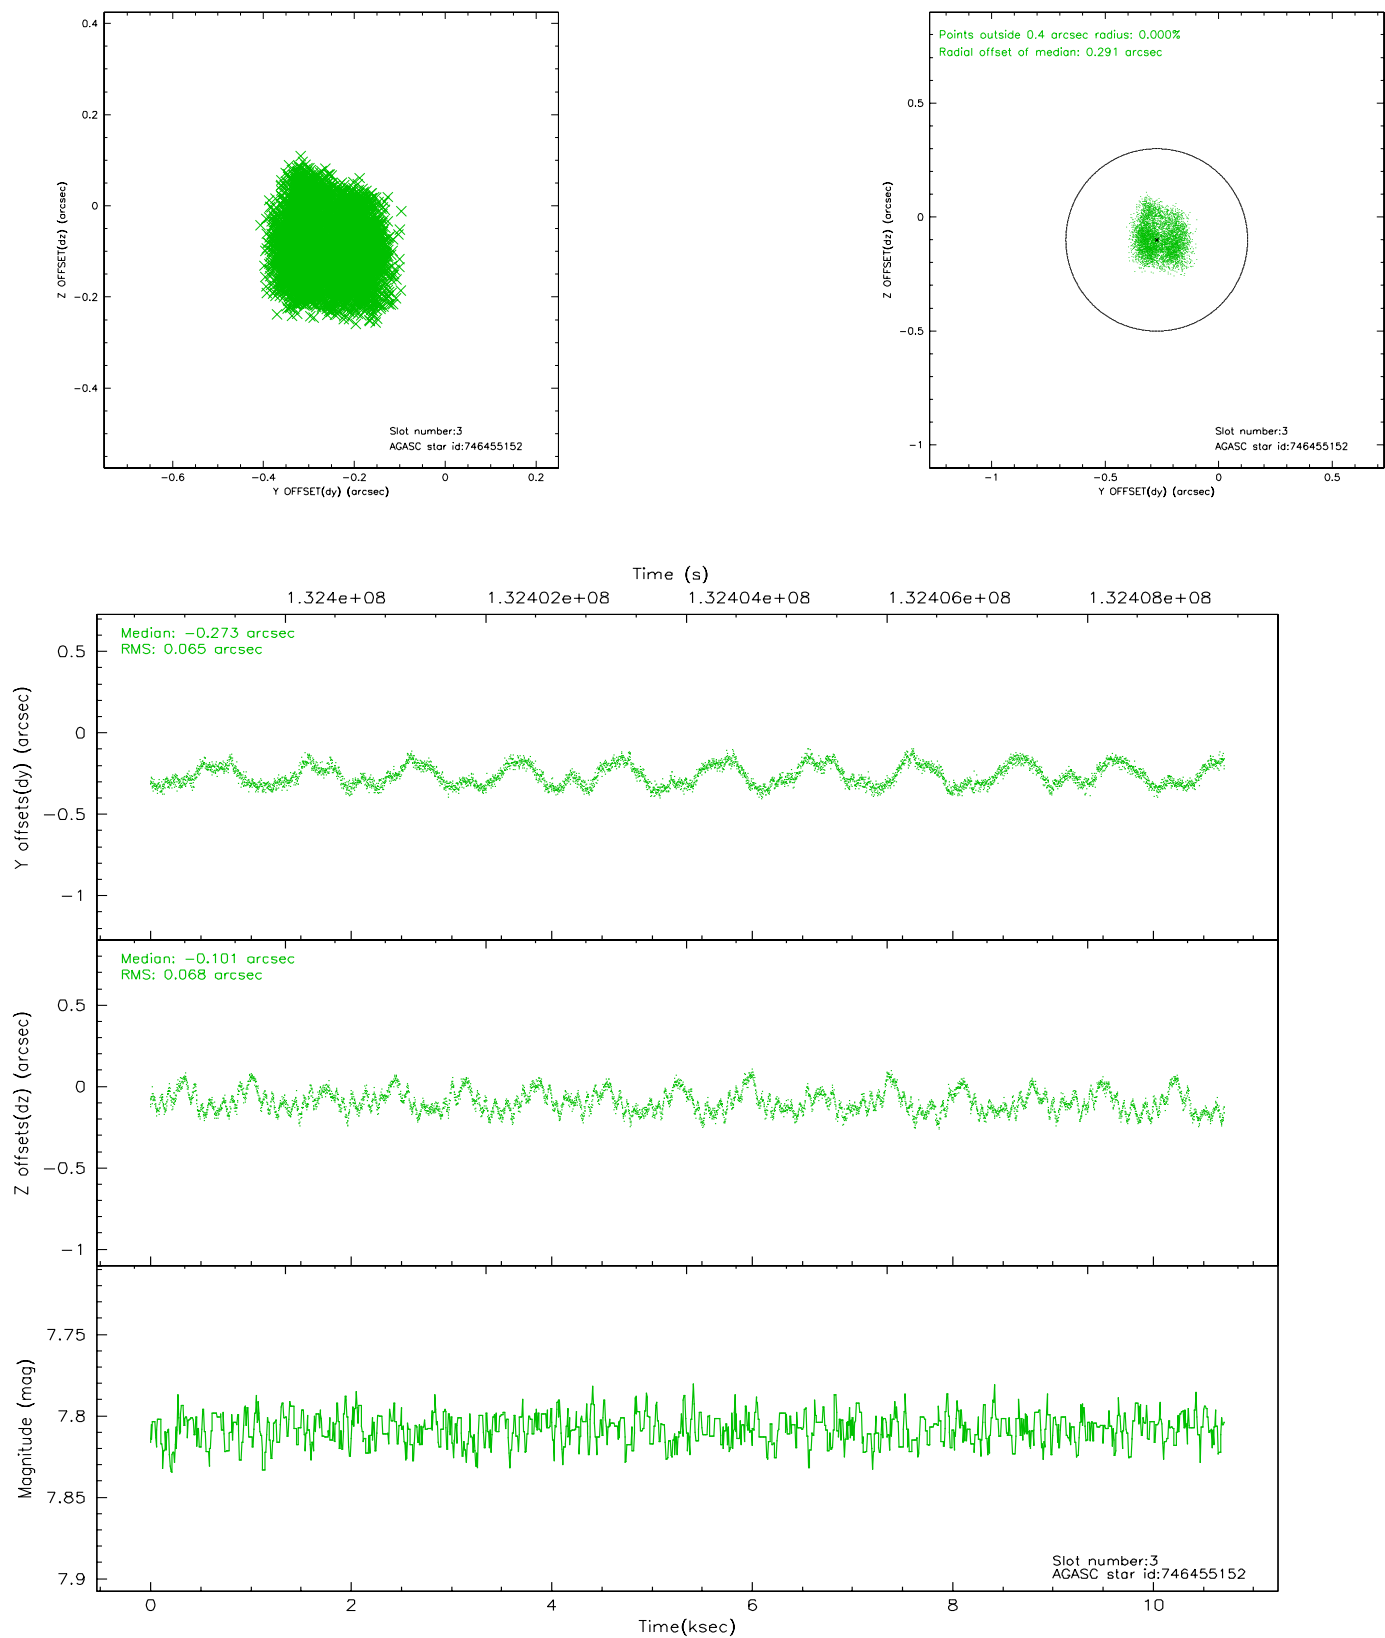 0.4
0.2
0
−0.2
−0.4
Z OFFSET(dz) (arcsec)
Slot number:3
AGASC star id:746455152
−0.6 −0.4 −0.2 0 0.2
Y OFFSET(dy) (arcsec)
Points outside 0.4 arcsec radius: 0.000%
Radial offset of median: 0.291 arcsec
0.5
0
−0.5
−1
Z OFFSET(dz) (arcsec)
Slot number:3
AGASC star id:746455152
−1 −0.5 0 0.5
Y OFFSET(dy) (arcsec)
Time (s)
1.324e+08 1.32402e+08 1.32404e+08 1.32406e+08 1.32408e+08
Median: −0.273 arcsec
RMS: 0.065 arcsec
0.5
0
−0.5
−1
Y offsets(dy) (arcsec)
Median: −0.101 arcsec
RMS: 0.068 arcsec
0.5
0
−0.5
−1
Z offsets(dz) (arcsec)
7.75
7.8
7.85
7.9
Magnitude (mag)
Slot number:3
AGASC star id:746455152
0 2 4 6 8 10
Time(ksec)